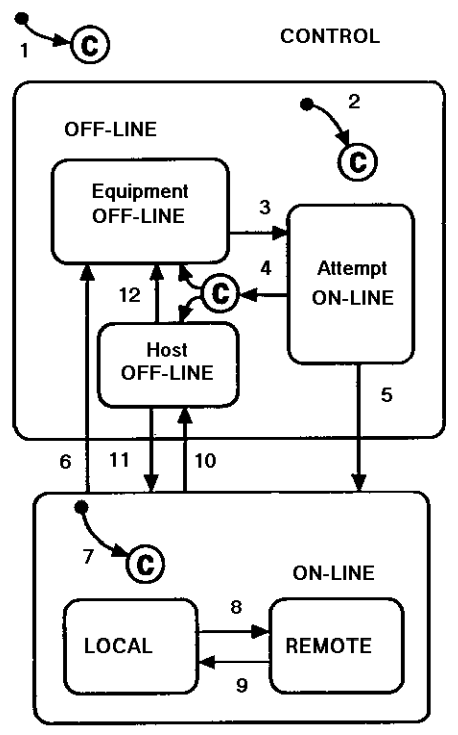 CONTROL
1
C
OFF-LINE
2
C
Equipment
OFF-LINE
3
Attempt
ON-LINE
4
C
12
Host
OFF-LINE
5
6
11
10
7
C
ON-LINE
LOCAL
8
REMOTE
9